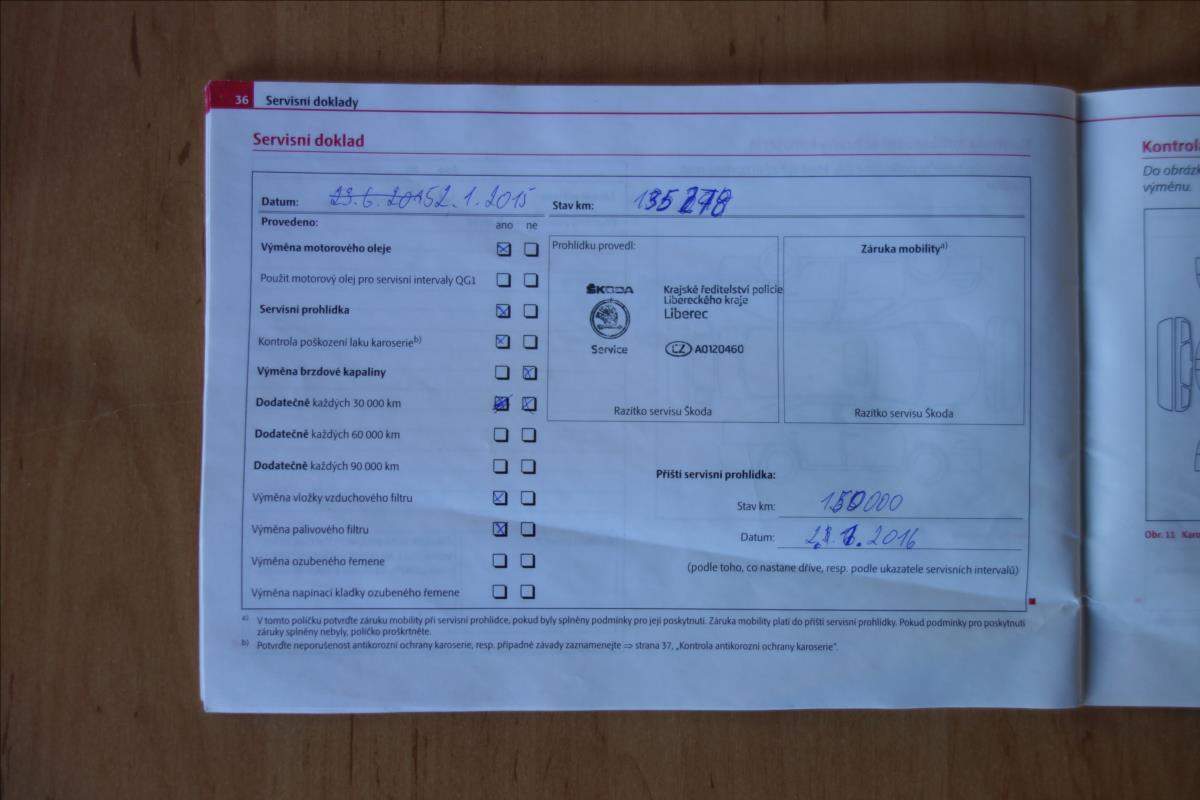 36 Servisní doklady
Servisní doklad
Datum: 23.6.2015 2.1.2015 Stav km: 135 278
Provedeno: ano ne
Výměna motorového oleje
Použit motorový olej pro servisní intervaly QG1
Servisní prohlídka
Kontrola poškození laku karoserie b)
Výměna brzdové kapaliny
Dodatečně každých 30 000 km
Dodatečně každých 60 000 km
Dodatečně každých 90 000 km
Výměna vložky vzduchového filtru
Výměna palivového filtru
Výměna ozubeného řemene
Výměna napínací kladky ozubeného řemene
Prohlídku provedl:
ŠKODA
Service
Krajské ředitelství policie
Libereckého kraje
Liberec
CZ A0120460
Razítko servisu Škoda
Záruka mobility a)
Razítko servisu Škoda
Příští servisní prohlídka:
Stav km: 150000
Datum: 2016
(podle toho, co nastane dříve, resp. podle ukazatele servisních intervalů)
a) V tomto políčku potvrďte záruku mobility při servisní prohlídce, pokud byly splněny podmínky pro její poskytnutí. Záruka mobility platí do příští servisní prohlídky. Pokud podmínky pro poskytnutí
záruky splněny nebyly, políčko proškrtněte.
b) Potvrďte neporušenost antikorozní ochrany karoserie, resp. případné závady zaznamenejte ⇒ strana 37, „Kontrola antikorozní ochrany karoserie“.
Kontrol
Do obráz
výměnu.
Obr. 11 Karo